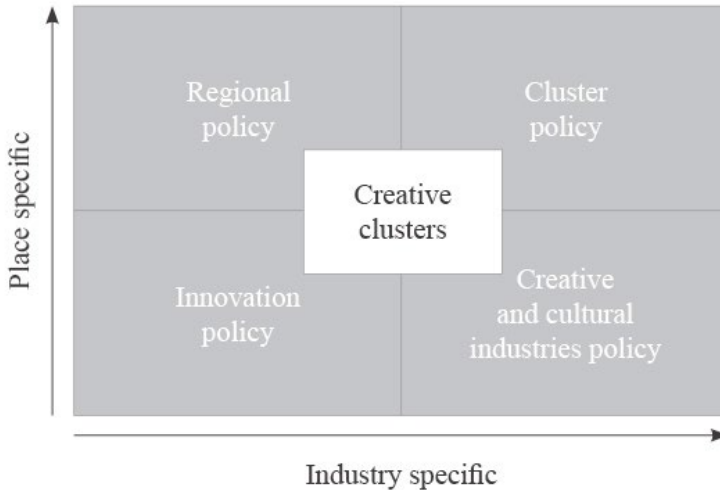 Regional
policy
Cluster
policy
Creative
clusters
Innovation
policy
Creative
and cultural
industries policy
Place specific
Industry specific